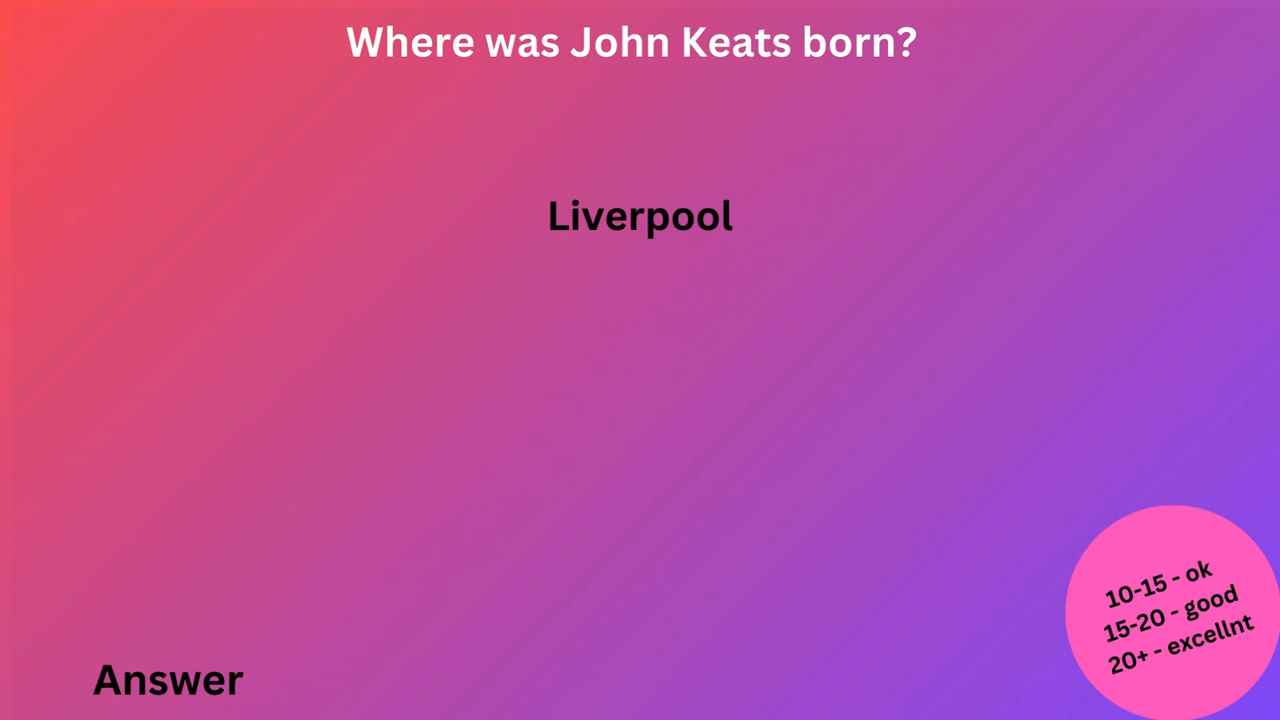 Where was John Keats born?
Liverpool
10-15 - ok
15-20 - good
20+ - excellnt
Answer